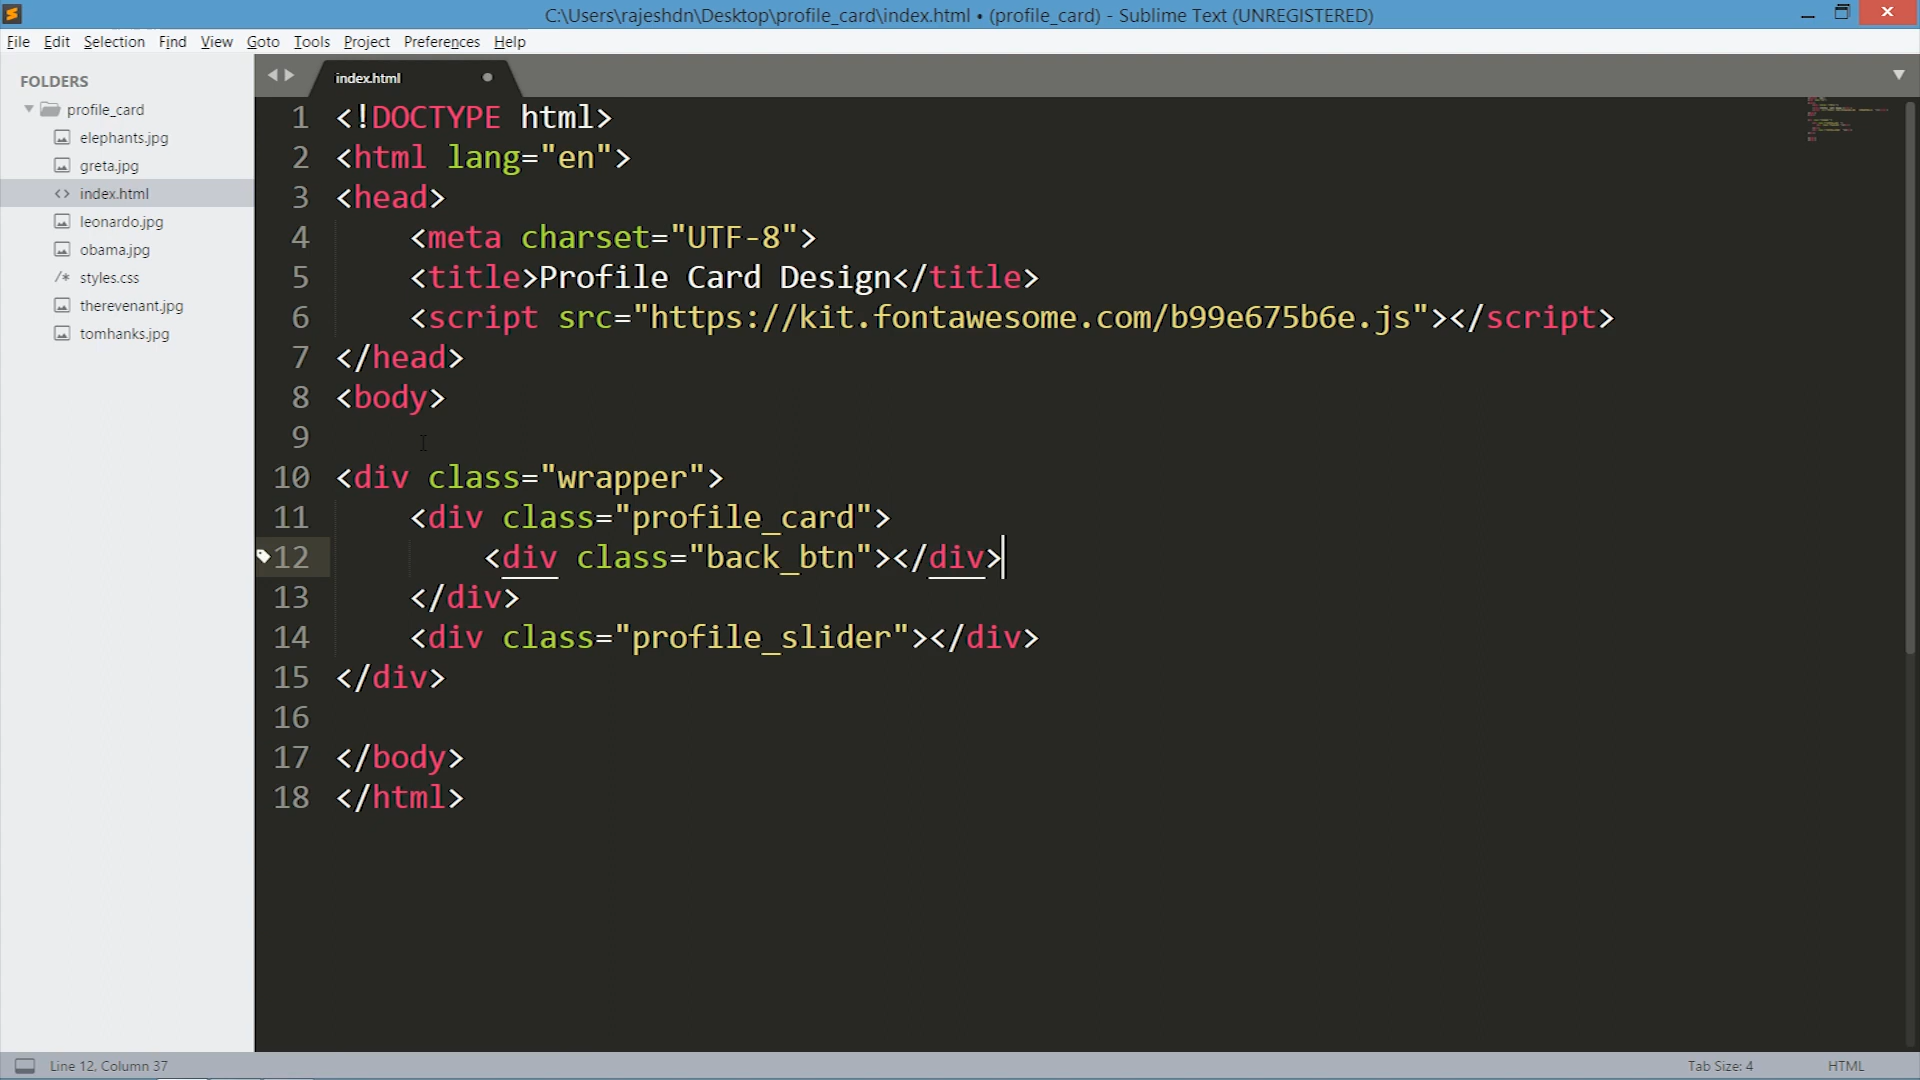 C:\Users\rajeshdn\Desktop\profile_card\index.html • (profile_card) - Sublime Text (UNREGISTERED)
File Edit Selection Find View Goto Tools Project Preferences Help
FOLDERS
profile_card
elephants.jpg
greta.jpg
<> index.html
leonardo.jpg
obama.jpg
/* styles.css
therevenant.jpg
tomhanks.jpg
index.html
1 <!DOCTYPE html>
2 <html lang="en">
3 <head>
4     <meta charset="UTF-8">
5     <title>Profile Card Design</title>
6     <script src="https://kit.fontawesome.com/b99e675b6e.js"></script>
7 </head>
8 <body>
9
10 <div class="wrapper">
11     <div class="profile_card">
12         <div class="back_btn"></div>
13     </div>
14     <div class="profile_slider"></div>
15 </div>
16
17 </body>
18 </html>
Line 12, Column 37
Tab Size: 4
HTML